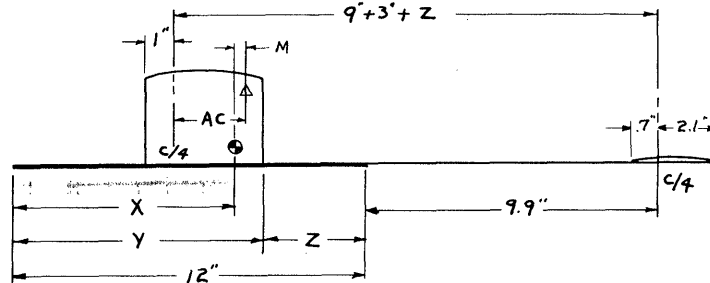 9"+3"+Z
1"
M
.7"
2.1"
AC
c/4
c/4
X
9.9"
Y
Z
12"